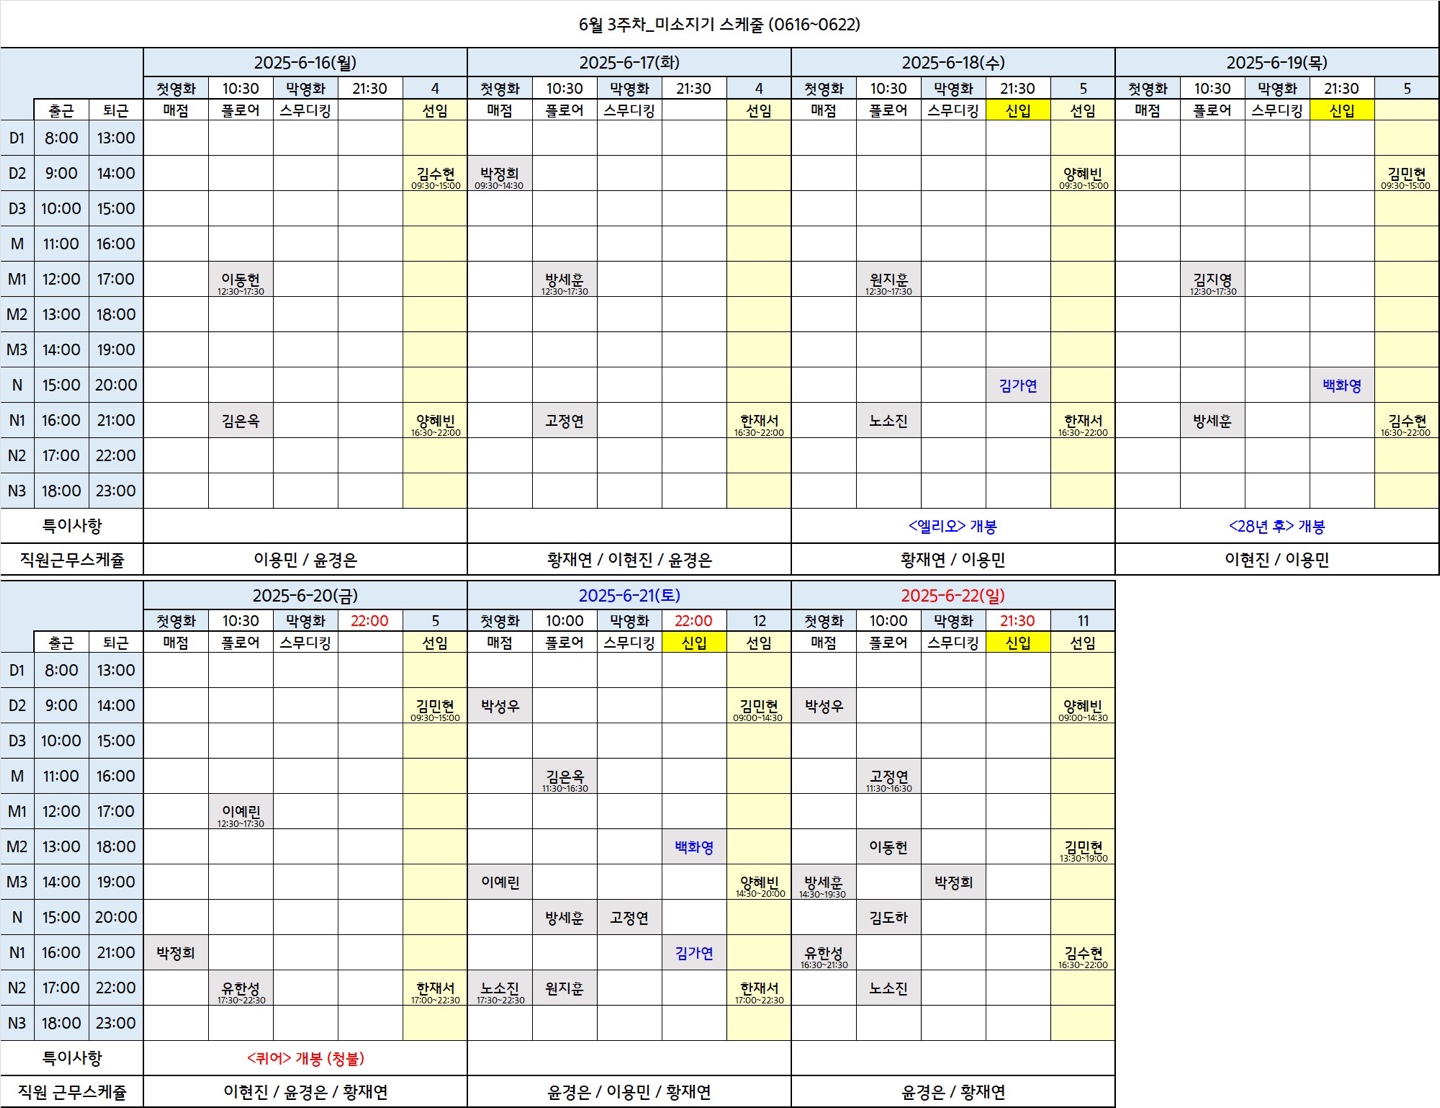 6월 3주차_미소지기 스케줄 (0616~0622)
2025-6-16(월) 2025-6-17(화) 2025-6-18(수) 2025-6-19(목)
첫영화 10:30 막영화 21:30 4 첫영화 10:30 막영화 21:30 4 첫영화 10:30 막영화 21:30 5 첫영화 10:30 막영화 21:30 5
출근 퇴근 매점 플로어 스무디킹 선임 매점 플로어 스무디킹 선임 매점 플로어 스무디킹 신입 선임 매점 플로어 스무디킹 신입
D1 8:00 13:00
D2 9:00 14:00 김수현 박정희 양혜빈 김민현
09:30~15:00 09:30~14:30 09:30~15:00 09:30~15:00
D3 10:00 15:00
M 11:00 16:00
M1 12:00 17:00 이동헌 방세훈 원지훈 김지영
12:30~17:30 12:30~17:30 12:30~17:30 12:30~17:30
M2 13:00 18:00
M3 14:00 19:00
N 15:00 20:00 김가연 백화영
N1 16:00 21:00 김은옥 양혜빈 고정연 한재서 노소진 한재서 방세훈 김수현
16:30~22:00 16:30~22:00 16:30~22:00 16:30~22:00
N2 17:00 22:00
N3 18:00 23:00
특이사항 <엘리오> 개봉 <28년 후> 개봉
직원근무스케쥴 이용민 / 윤경은 황재연 / 이현진 / 윤경은 황재연 / 이용민 이현진 / 이용민
2025-6-20(금) 2025-6-21(토) 2025-6-22(일)
첫영화 10:30 막영화 22:00 5 첫영화 10:00 막영화 22:00 12 첫영화 10:00 막영화 21:30 11
출근 퇴근 매점 플로어 스무디킹 선임 매점 플로어 스무디킹 신입 선임 매점 플로어 스무디킹 신입 선임
D1 8:00 13:00
D2 9:00 14:00 김민현 박성우 김민현 박성우 양혜빈
09:30~15:00 09:00~14:30 09:00~14:30
D3 10:00 15:00
M 11:00 16:00 김은옥 고정연
11:30~16:30 11:30~16:30
M1 12:00 17:00 이예린
12:30~17:30
M2 13:00 18:00 백화영 이동헌 김민현
13:30~19:00
M3 14:00 19:00 이예린 양혜빈 방세훈 박정희
14:30~20:00 14:30~19:30
N 15:00 20:00 방세훈 고정연 김도하
N1 16:00 21:00 박정희 김가연 유한성 김수현
16:30~21:30 16:30~22:00
N2 17:00 22:00 유한성 한재서 노소진 원지훈 한재서 노소진
17:30~22:30 17:00~22:30 17:30~22:30 17:00~22:30
N3 18:00 23:00
특이사항 <퀴어> 개봉 (청불)
직원 근무스케쥴 이현진 / 윤경은 / 황재연 윤경은 / 이용민 / 황재연 윤경은 / 황재연